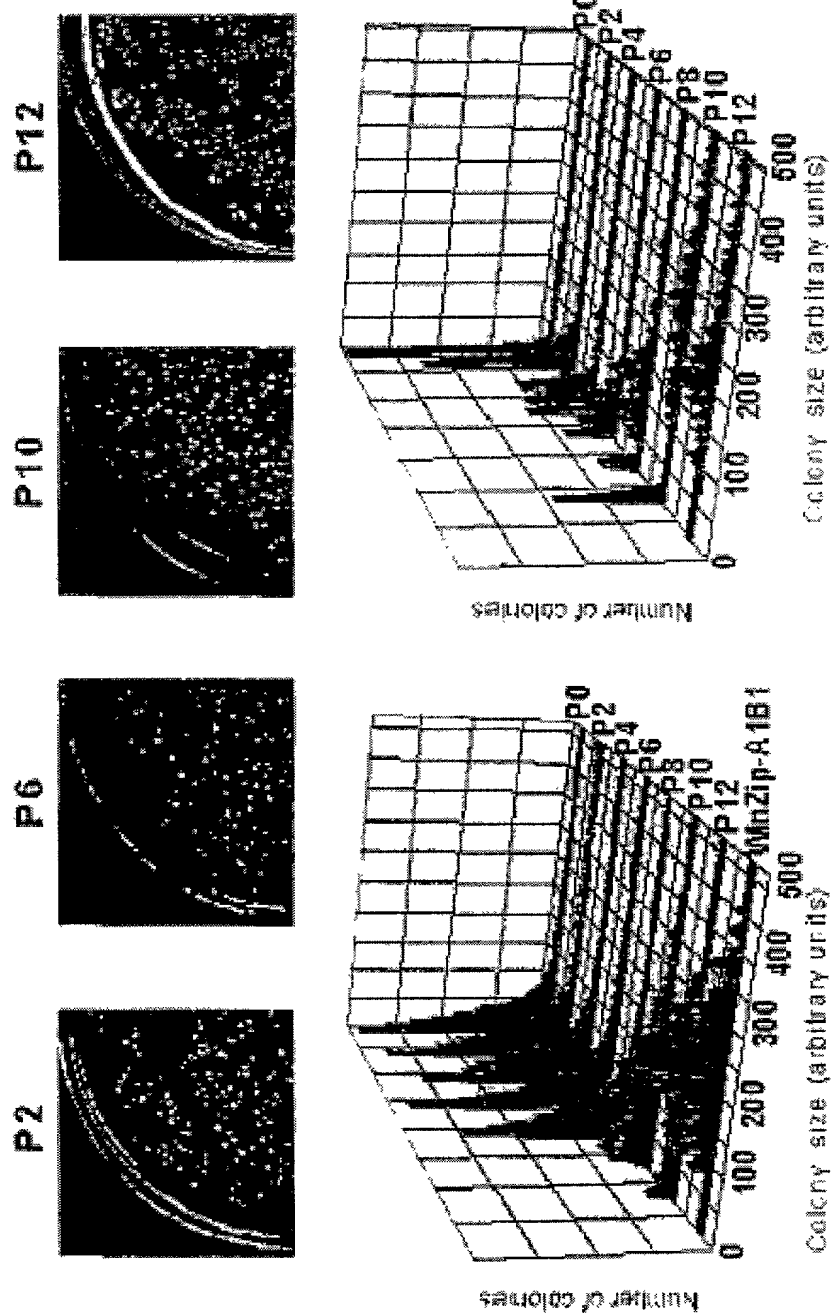 P2
P6
P10
P12
Number of colonies
P0
P2
P4
P6
P8
P10
P12
WinZip-A1B1
0
100
200
300
400
500
Colony size (arbitrary units)
Number of colonies
P0
P2
P4
P6
P8
P10
P12
0
100
200
300
400
500
Colony size (arbitrary units)